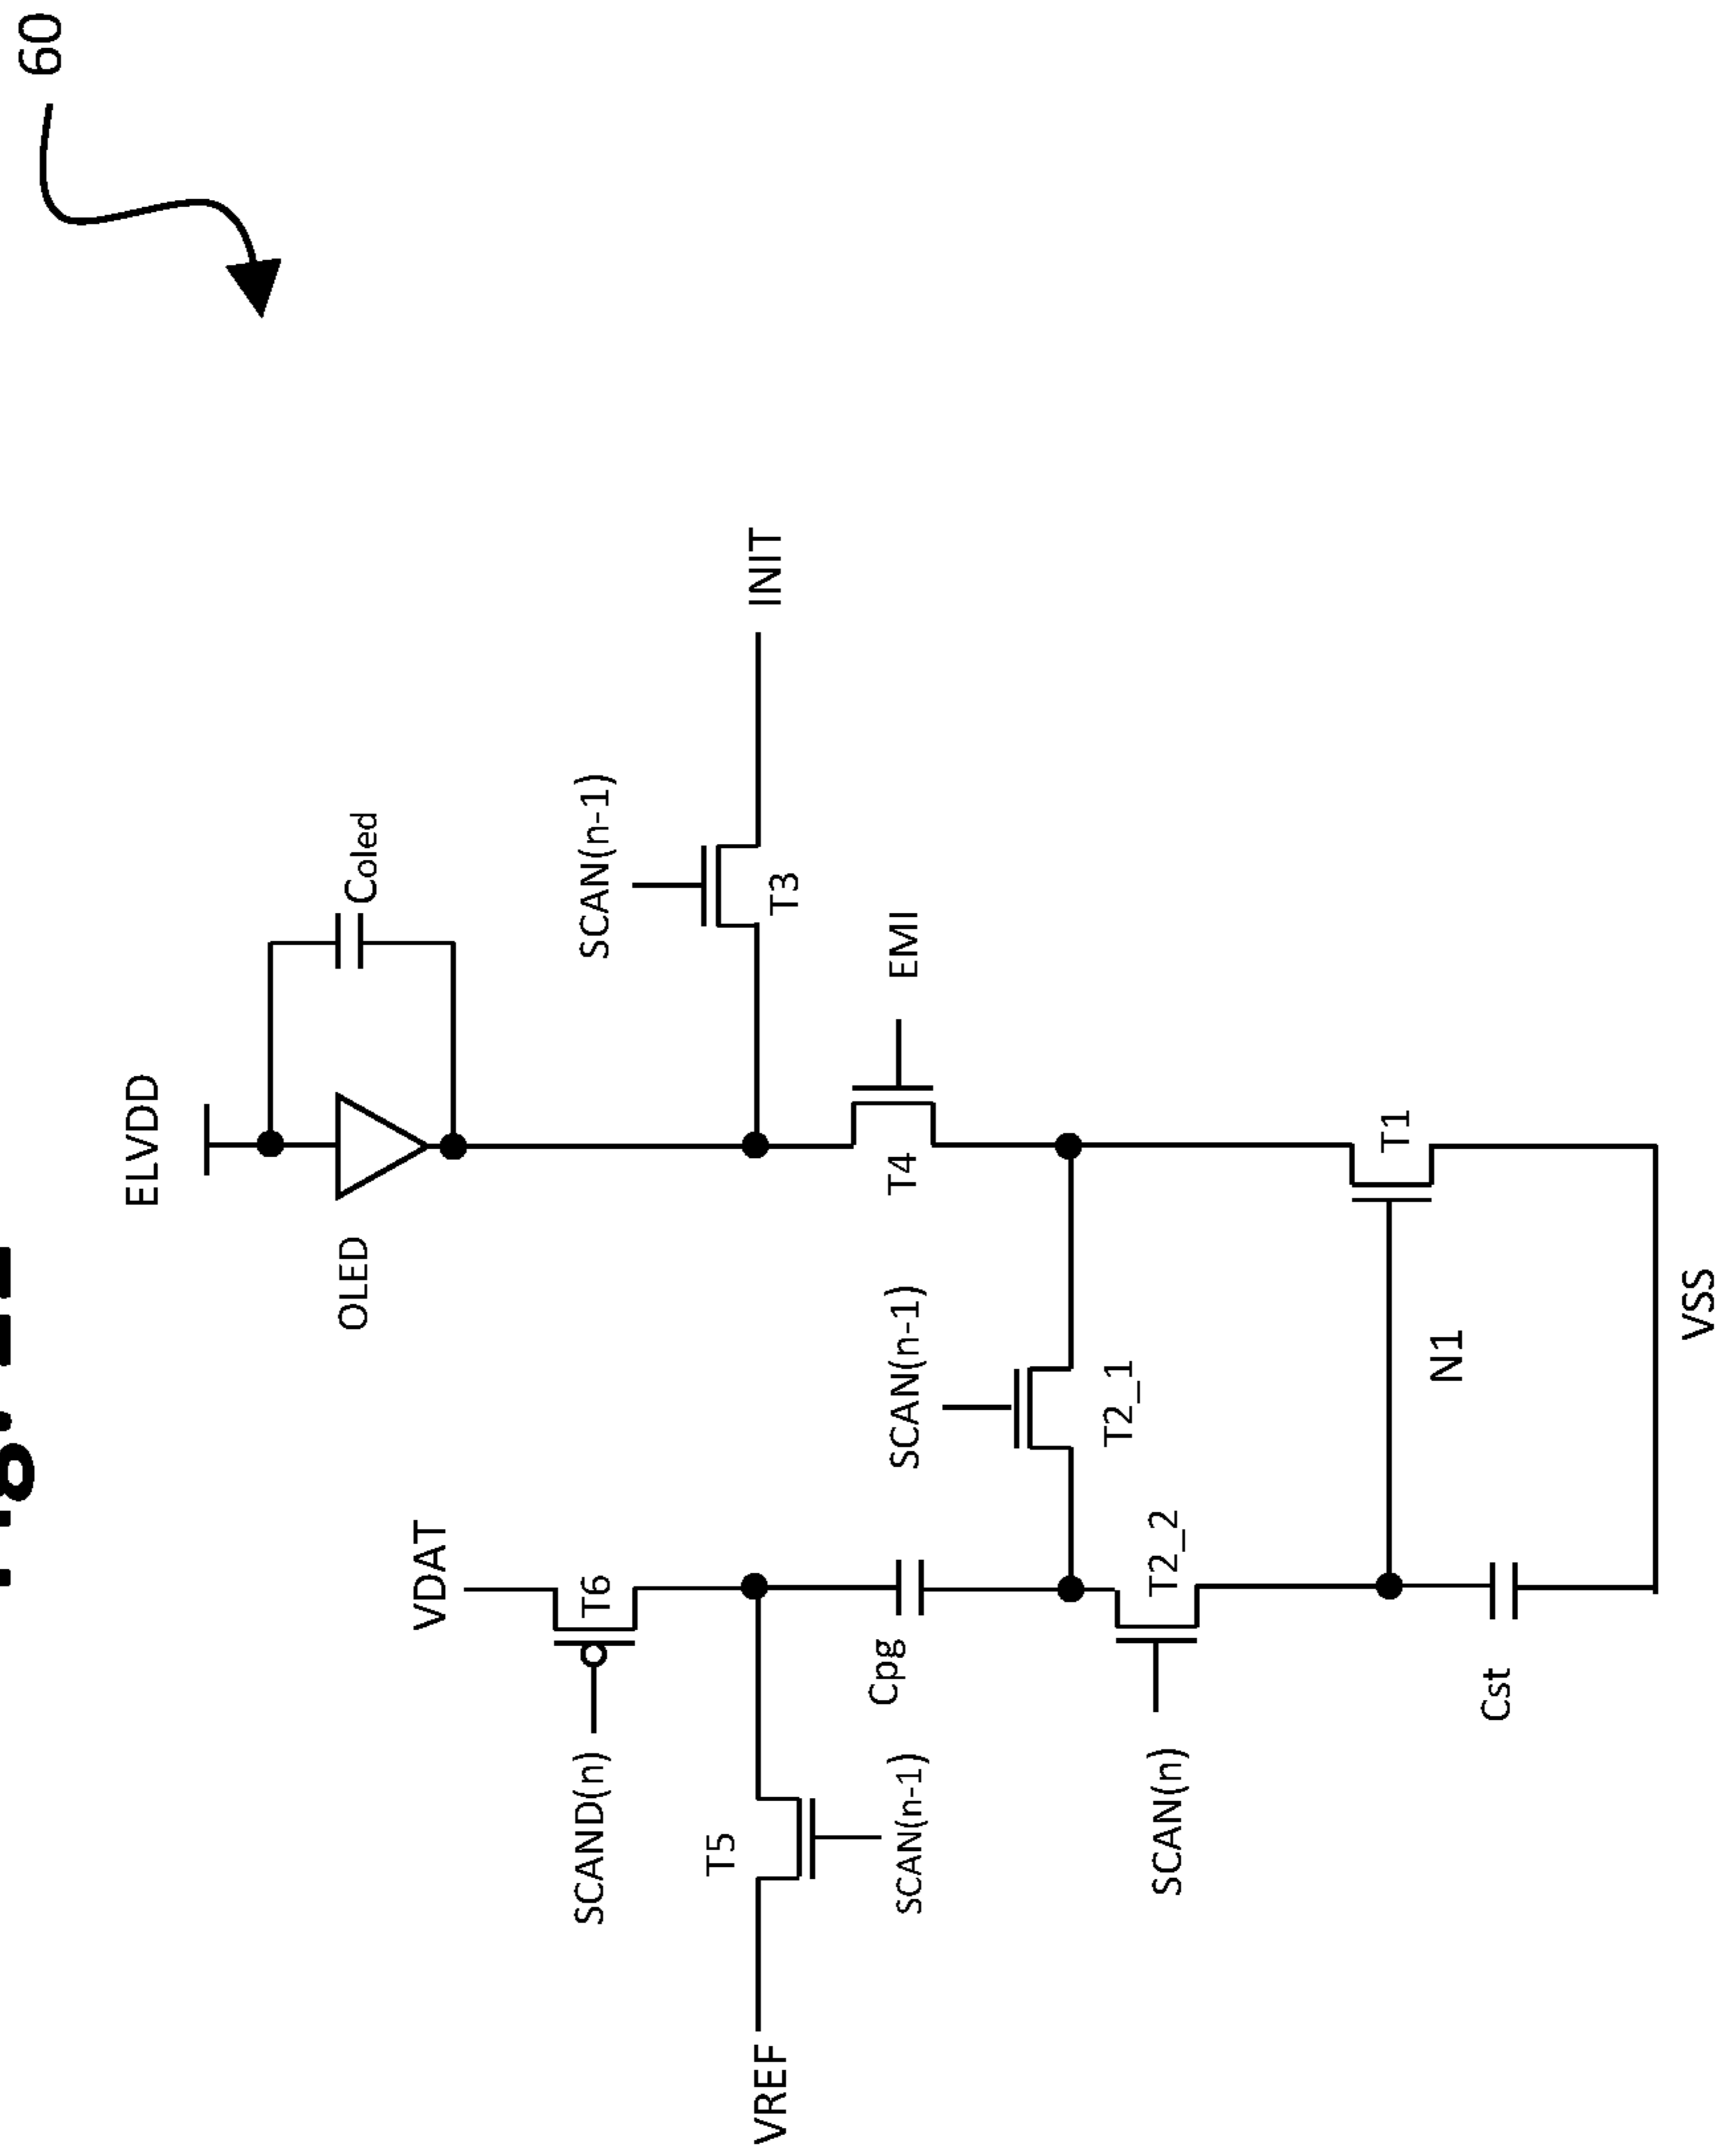 60
ELVDD
OLED
Coled
VDAT
SCAN(n-1)
INIT
T6
SCAND(n)
T3
T5
VREF
Cpg
SCAN(n-1)
SCAN(n-1)
EMI
T4
T2_1
T2_2
SCAN(n)
T1
N1
Cst
VSS